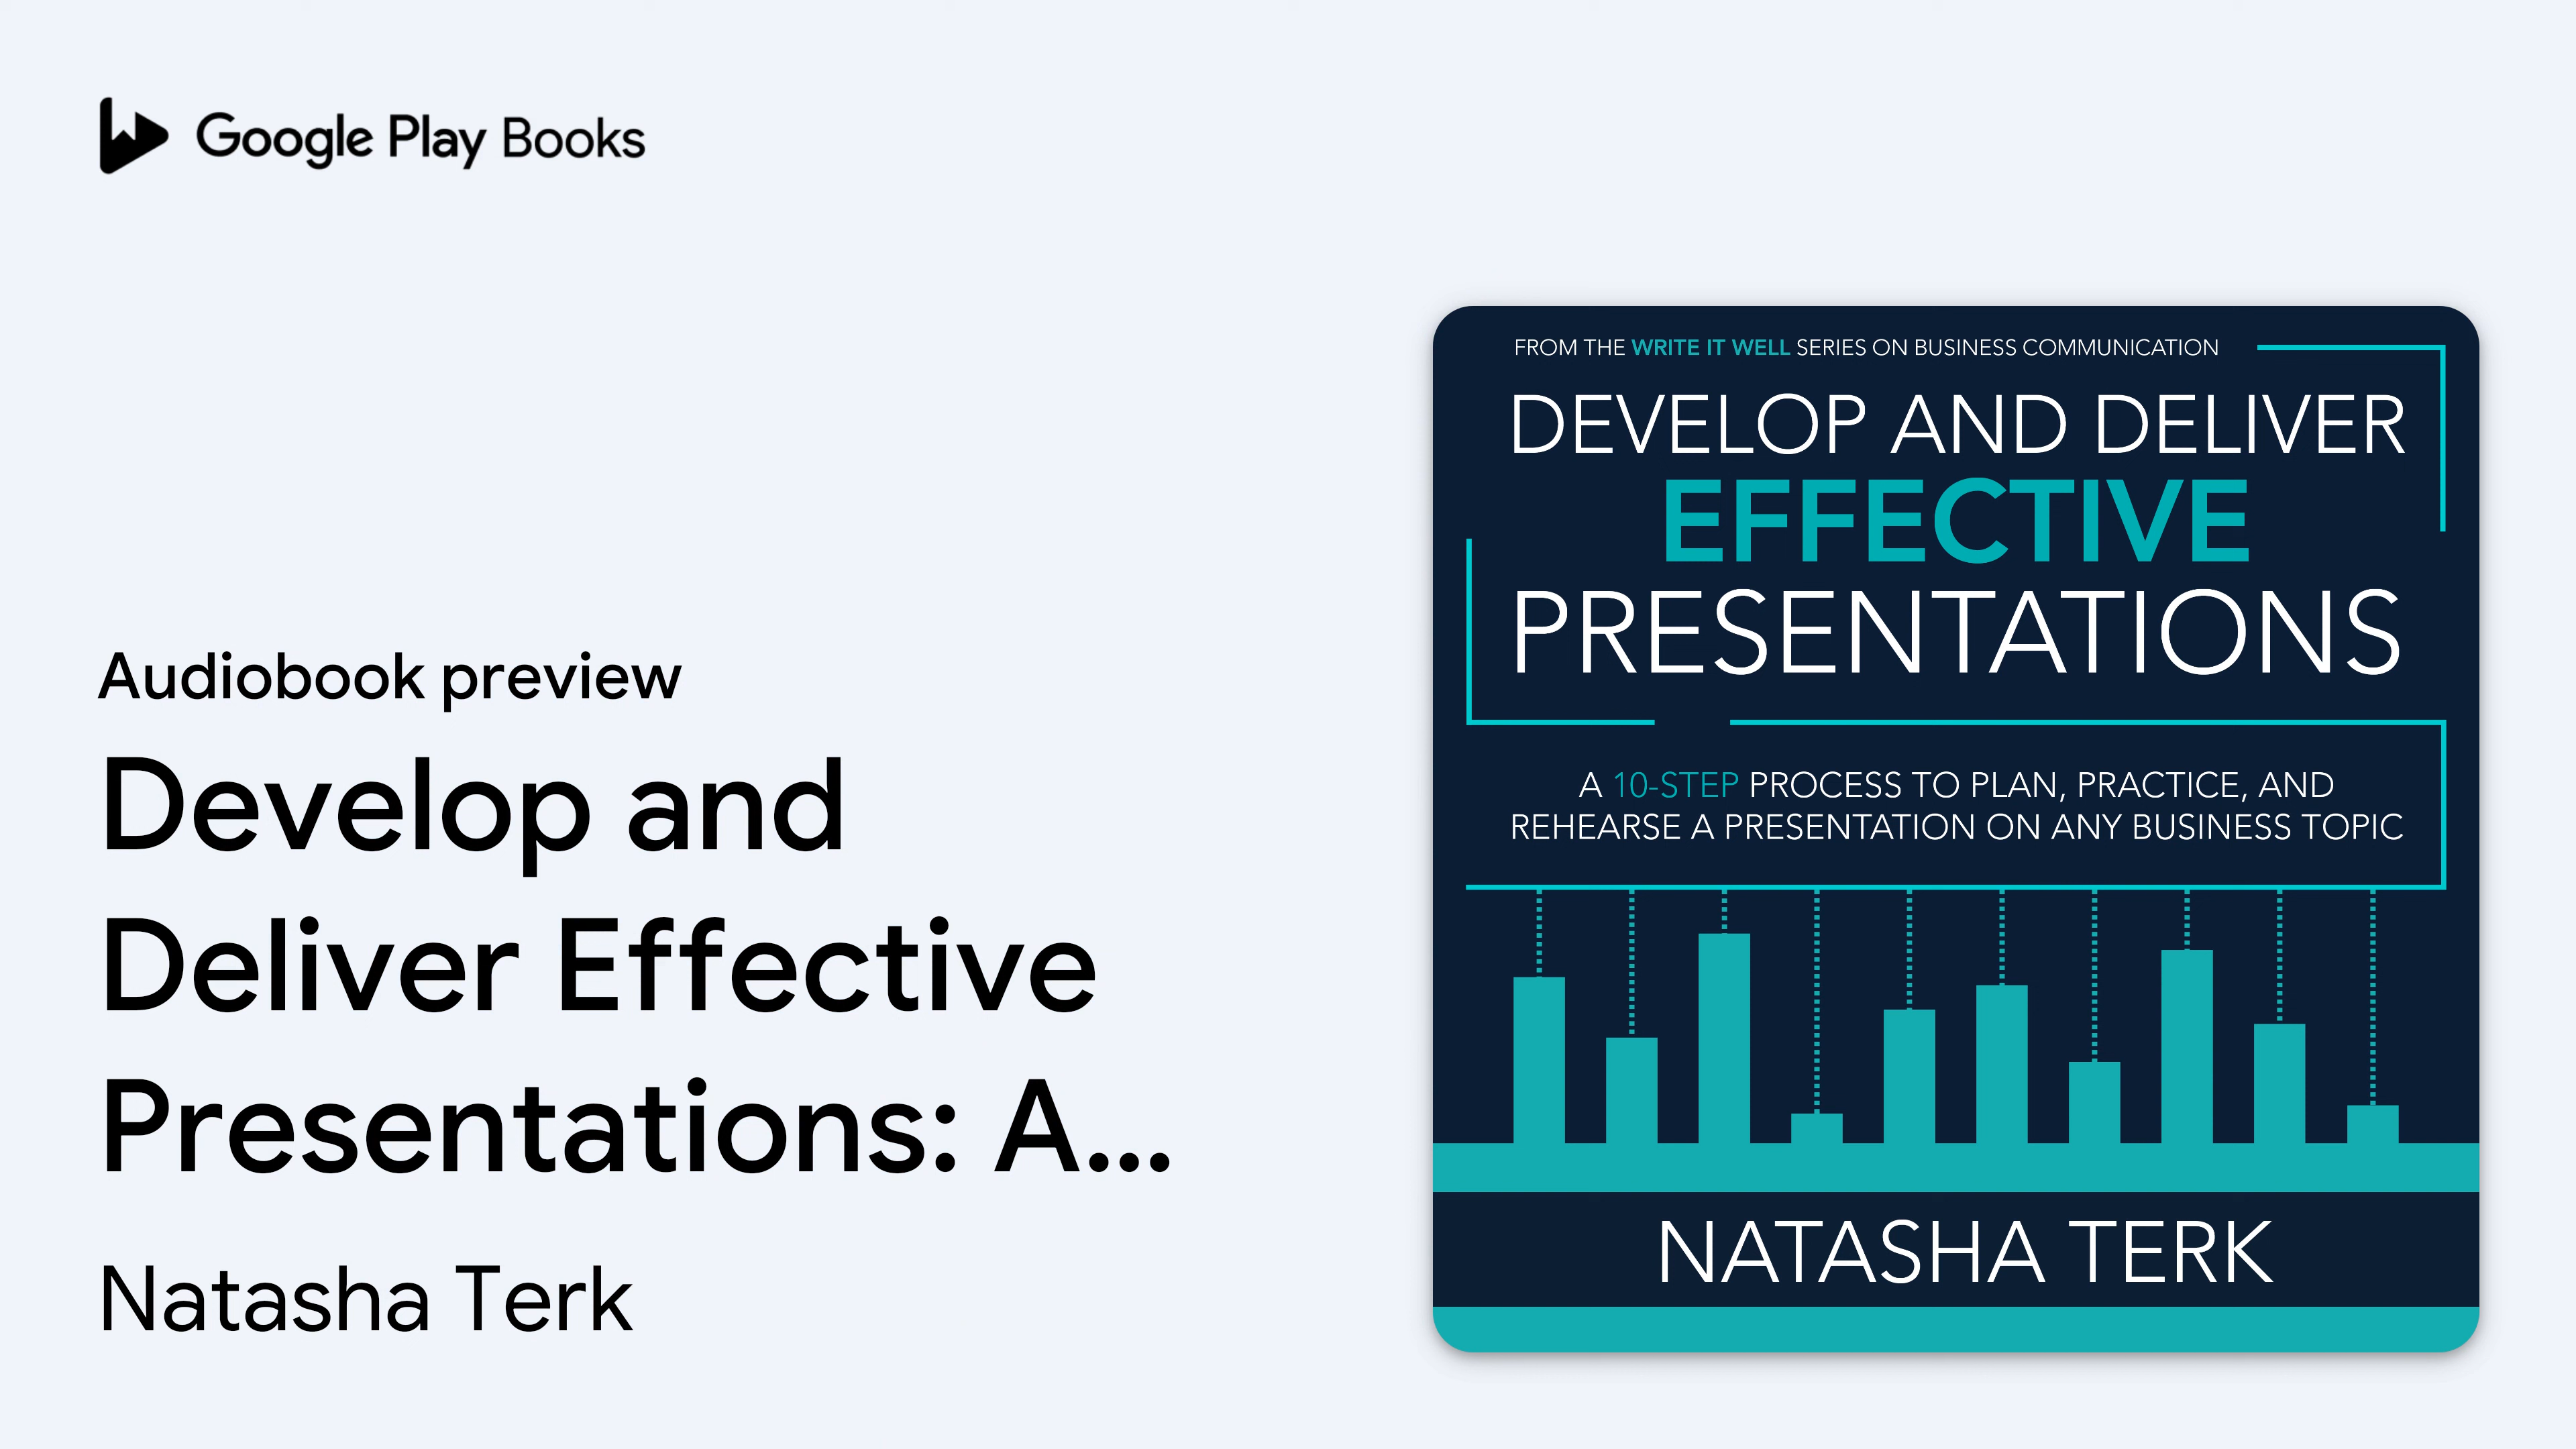 Google Play Books
Audiobook preview
Develop and
Deliver Effective
Presentations: A...
Natasha Terk
FROM THE WRITE IT WELL SERIES ON BUSINESS COMMUNICATION
DEVELOP AND DELIVER
EFFECTIVE
PRESENTATIONS
A 10-STEP PROCESS TO PLAN, PRACTICE, AND
REHEARSE A PRESENTATION ON ANY BUSINESS TOPIC
NATASHA TERK